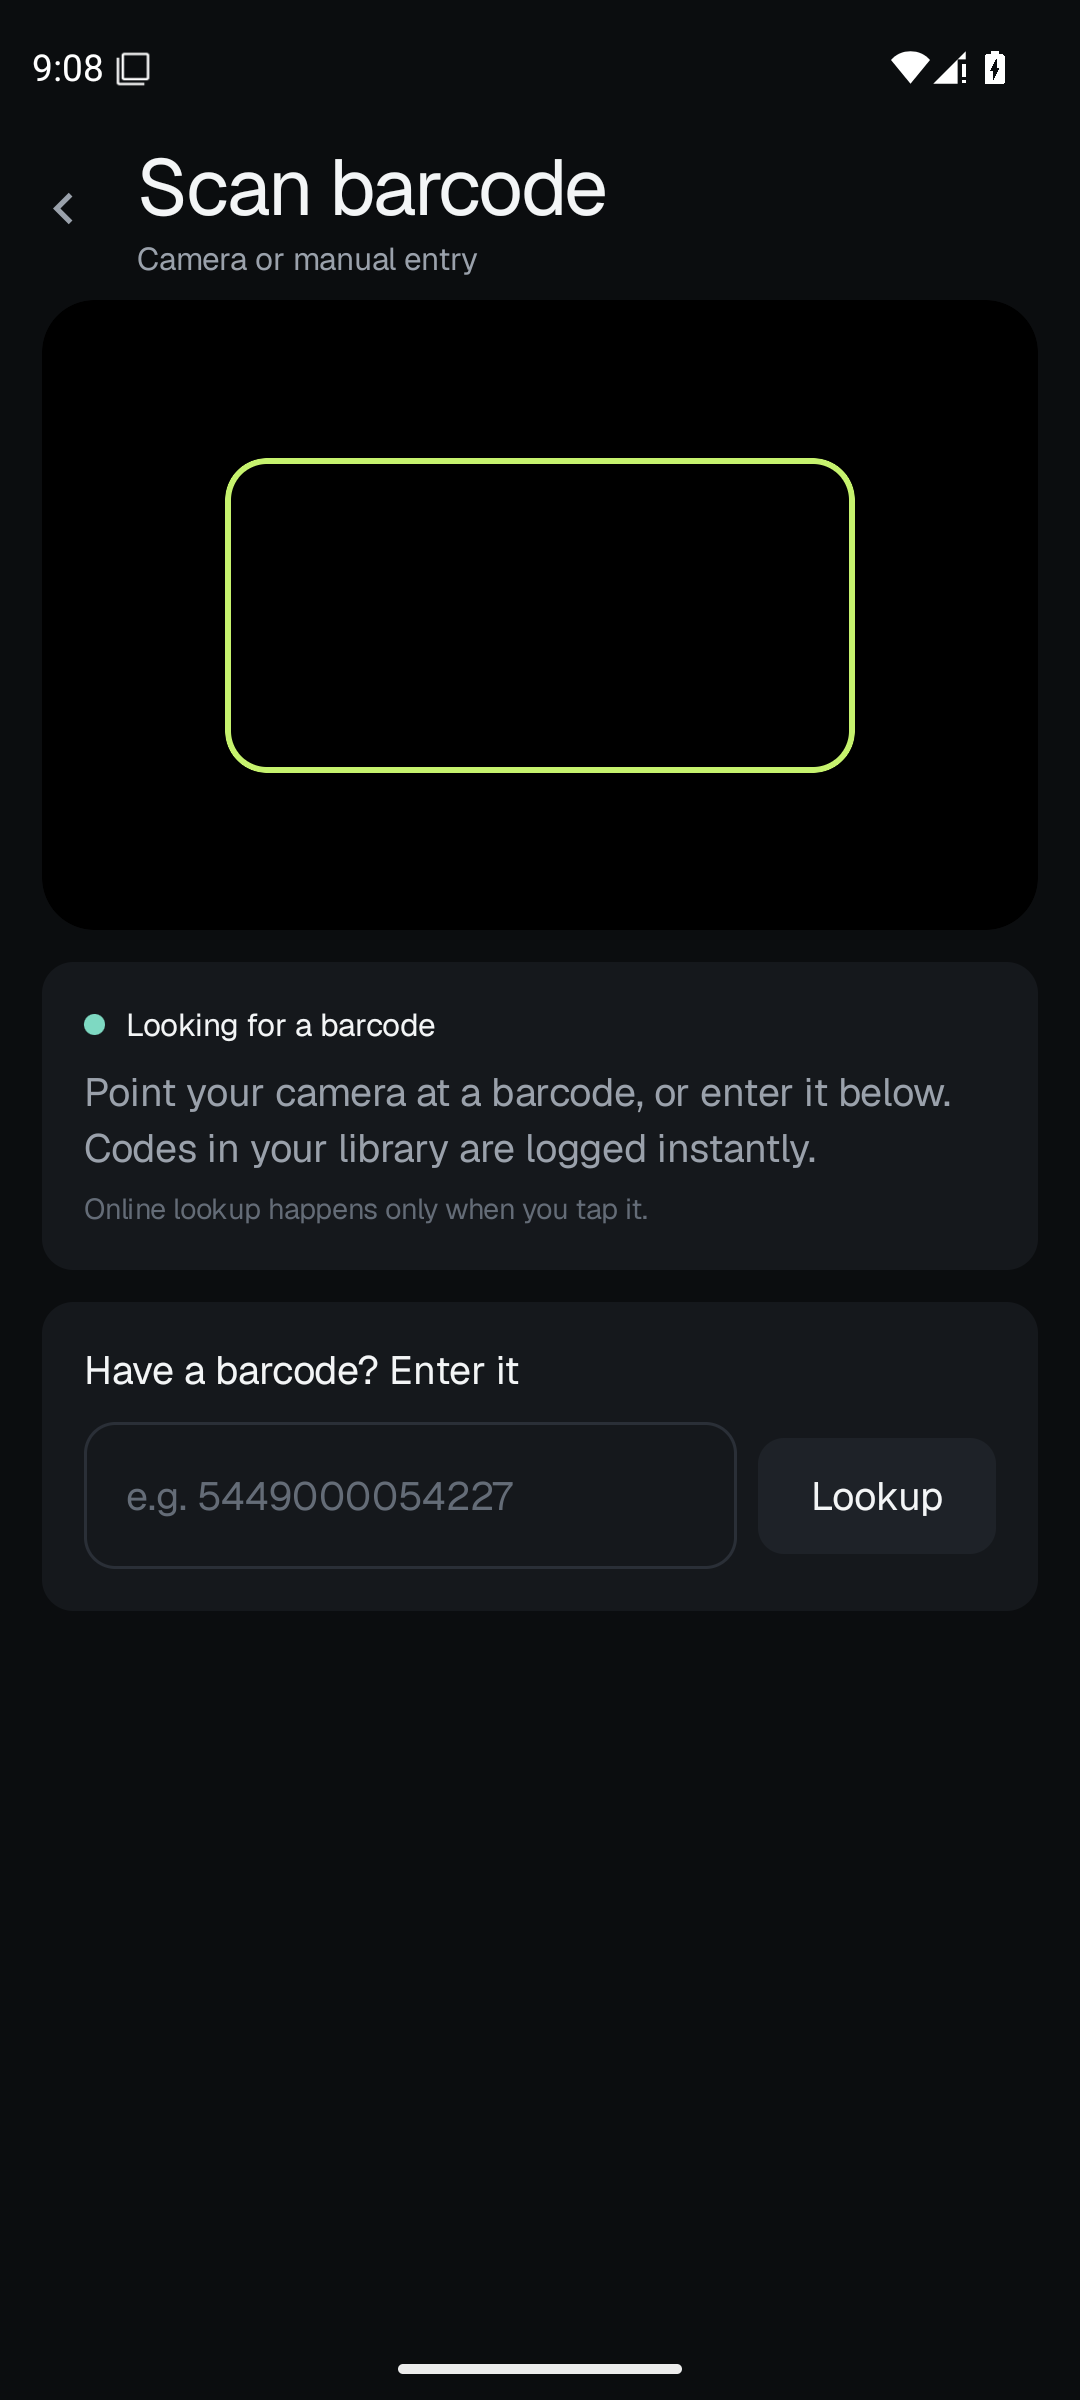 9:08
Scan barcode
Camera or manual entry
Looking for a barcode
Point your camera at a barcode, or enter it below.
Codes in your library are logged instantly.
Online lookup happens only when you tap it.
Have a barcode? Enter it
e.g. 5449000054227
Lookup